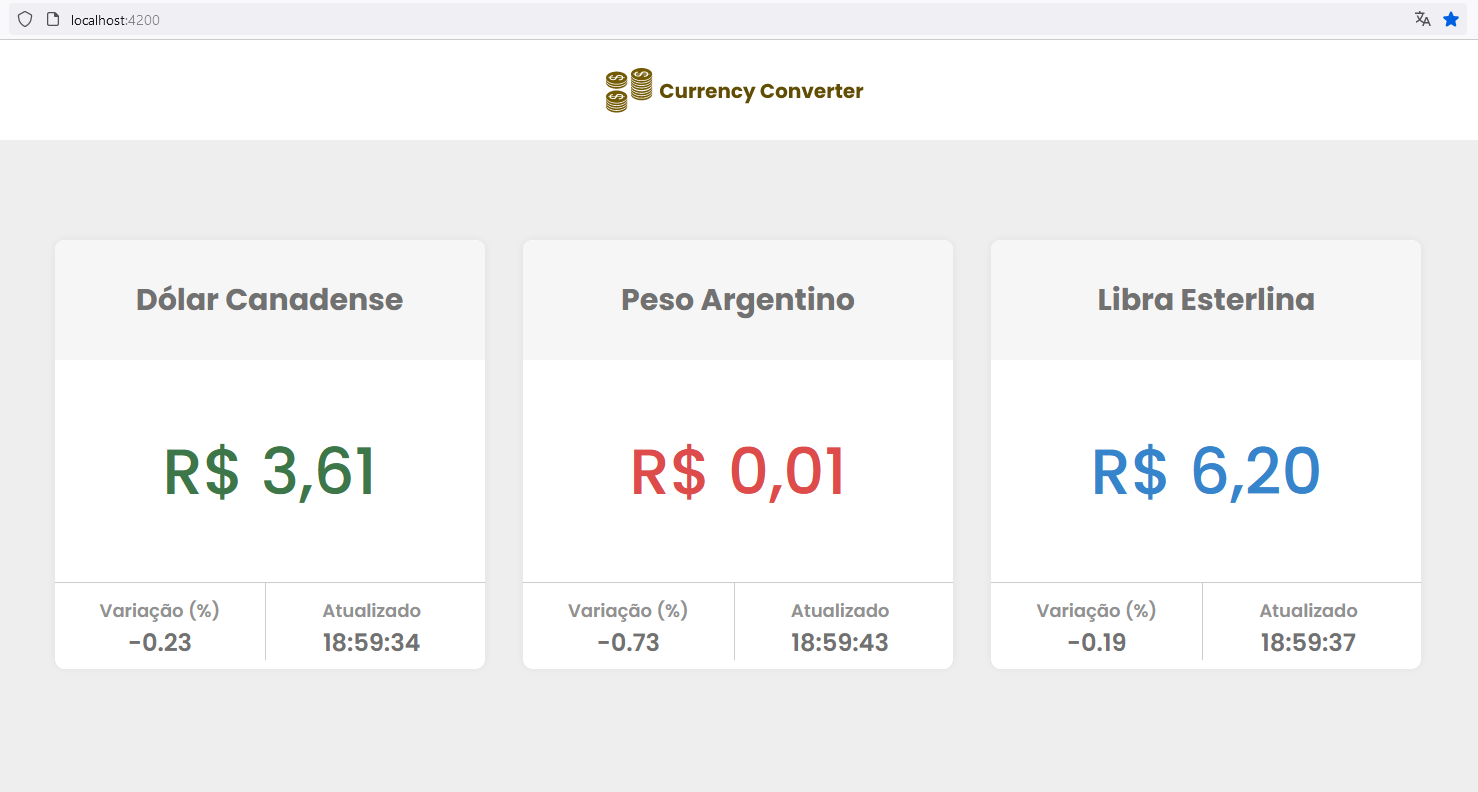 localhost:4200
Currency Converter
Dólar Canadense
R$ 3,61
Variação (%)
Atualizado
-0.23
18:59:34
Peso Argentino
R$ 0,01
Variação (%)
Atualizado
-0.73
18:59:43
Libra Esterlina
R$ 6,20
Variação (%)
Atualizado
-0.19
18:59:37